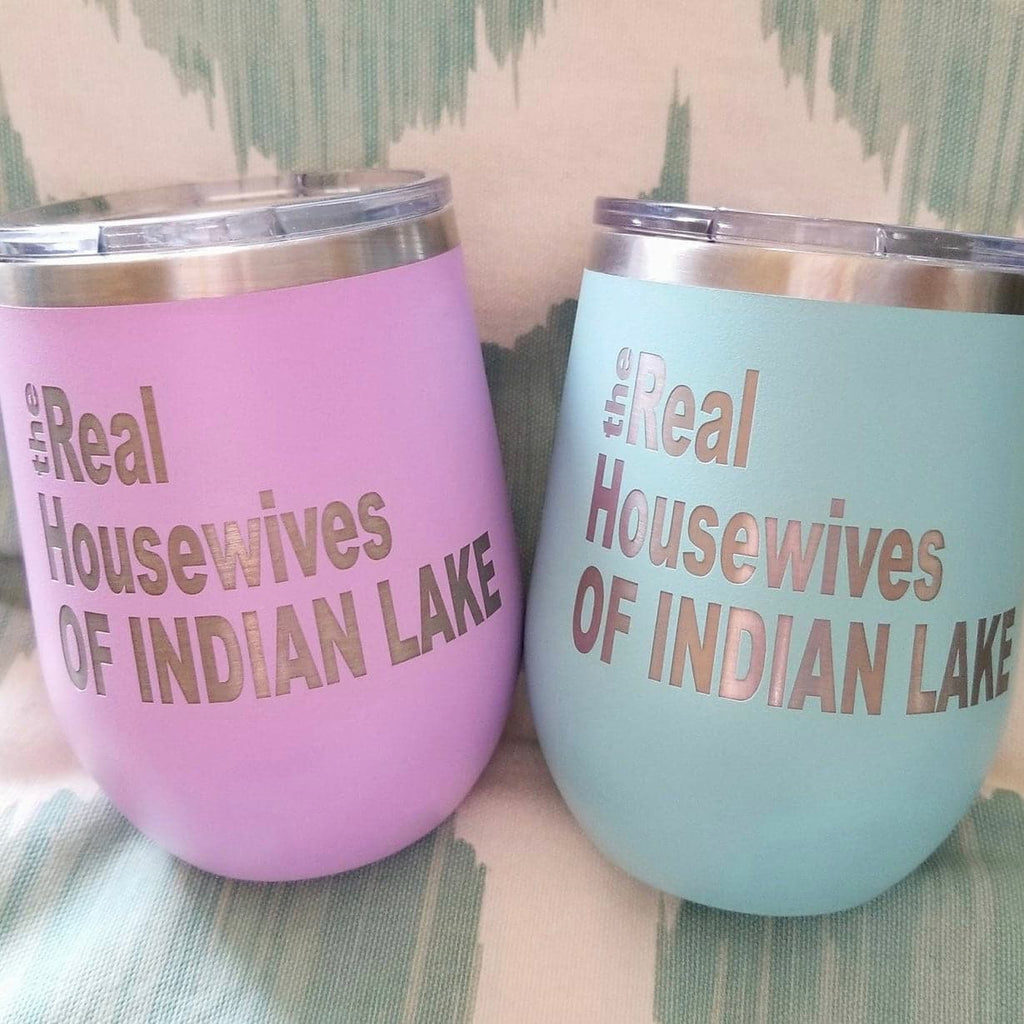 the Real
Housewives
OF INDIAN LAKE
the Real
Housewives
OF INDIAN LAKE